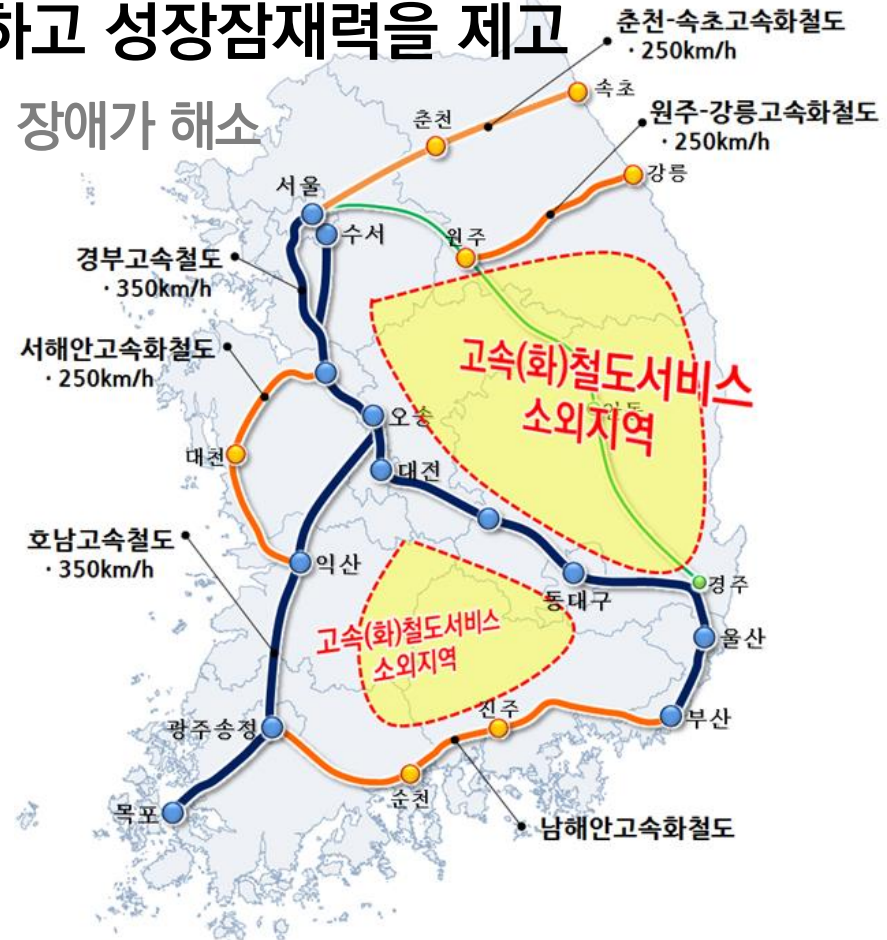 하고 성장잠재력을 제고
장애가 해소
춘천-속초고속화철도
· 250km/h
속초
원주-강릉고속화철도
· 250km/h
춘천
강릉
서울
수서
원주
경부고속철도
· 350km/h
서해안고속화철도
· 250km/h
고속(화)철도서비스
소외지역
오송
대전
대천
호남고속철도
· 350km/h
익산
동대구
경주
고속(화)철도서비스
소외지역
울산
진주
부산
광주송정
순천
목포
남해안고속화철도